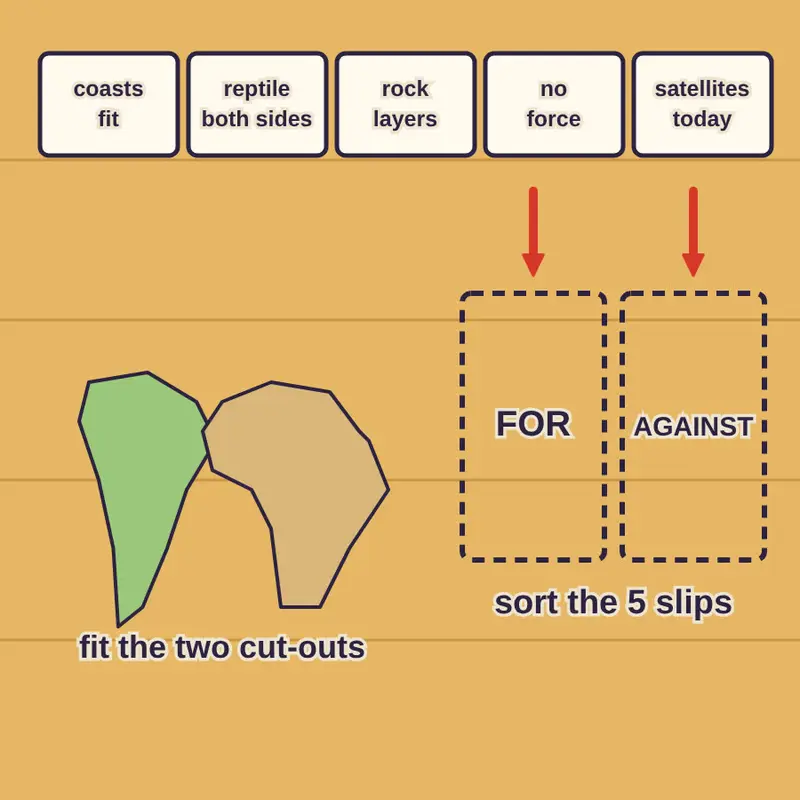 coasts
fit
reptile
both sides
rock
layers
no
force
satellites
today
FOR
AGAINST
sort the 5 slips
fit the two cut-outs